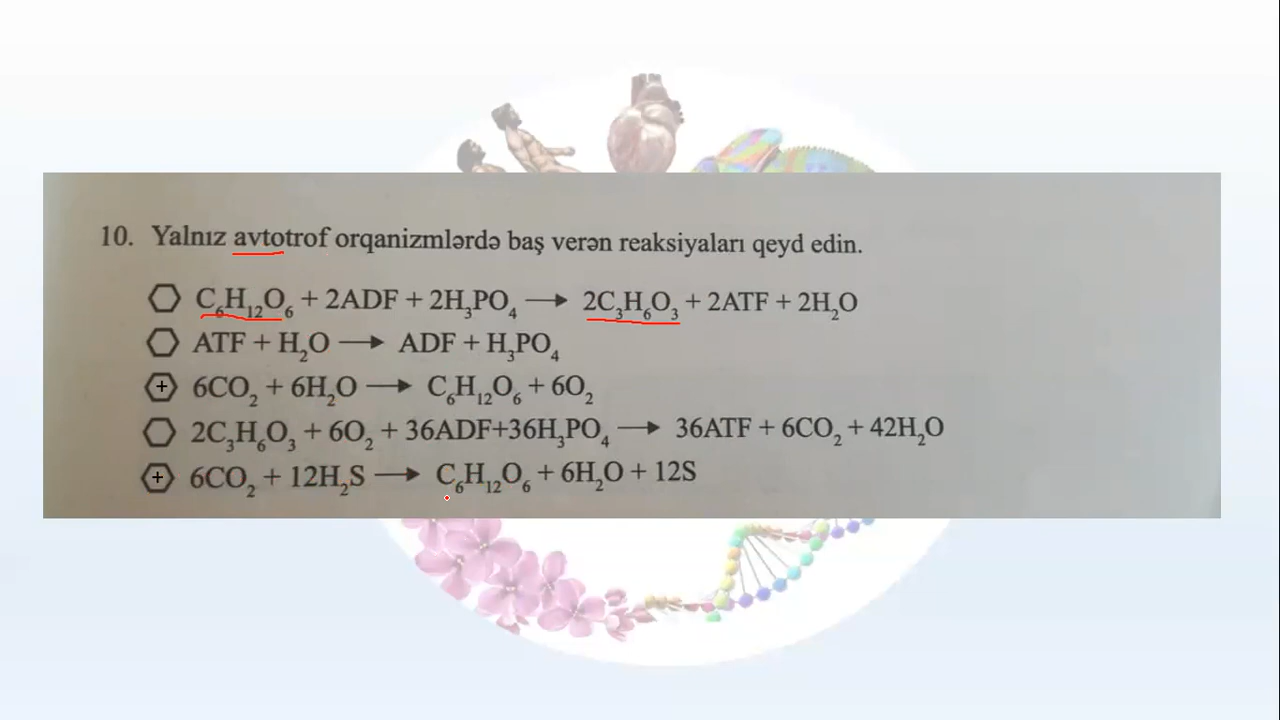 10. Yalnız avtotrof orqanizmlərdə baş verən reaksiyaları qeyd edin.
C₆H₁₂O₆ + 2ADF + 2H₃PO₄ → 2C₃H₆O₃ + 2ATF + 2H₂O
ATF + H₂O → ADF + H₃PO₄
+ 6CO₂ + 6H₂O → C₆H₁₂O₆ + 6O₂
2C₃H₆O₃ + 6O₂ + 36ADF+36H₃PO₄ → 36ATF + 6CO₂ + 42H₂O
+ 6CO₂ + 12H₂S → C₆H₁₂O₆ + 6H₂O + 12S